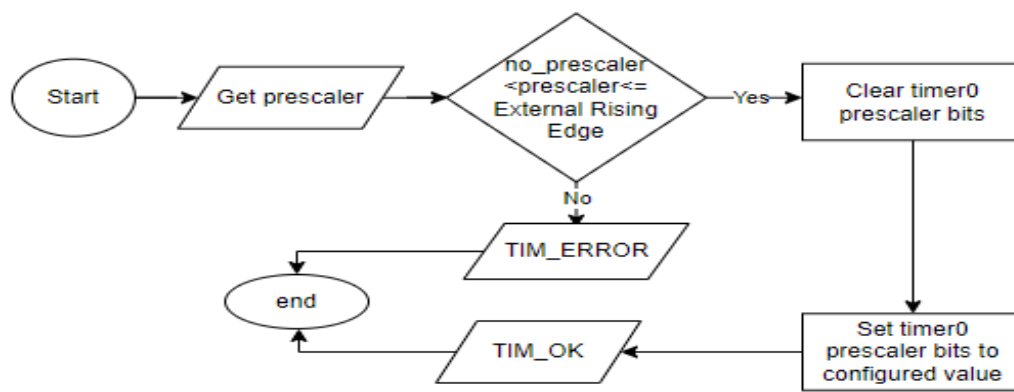 Start
Get prescaler
no_prescaler
<prescaler<=
External Rising
Edge
Yes
Clear timer0
prescaler bits
No
TIM_ERROR
end
TIM_OK
Set timer0
prescaler bits to
configured value